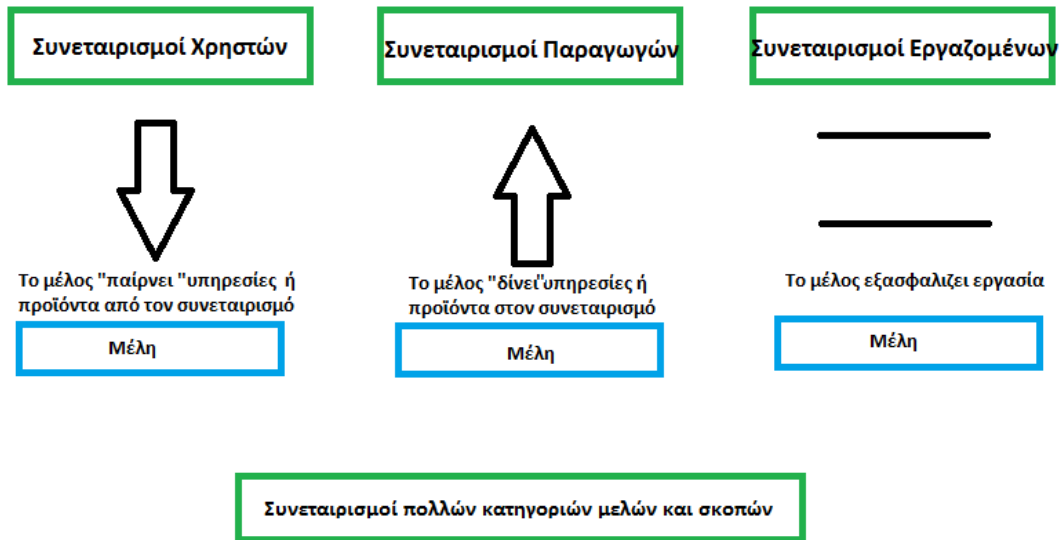 Συνεταιρισμοί Χρηστών
Συνεταιρισμοί Παραγωγών
Συνεταιρισμοί Εργαζομένων
Το μέλος "παίρνει "υπηρεσίες ή
προϊόντα από τον συνεταιρισμό
Μέλη
Το μέλος "δίνει"υπηρεσίες ή
προϊόντα στον συνεταιρισμό
Μέλη
Το μέλος εξασφαλιζει εργασία
Μέλη
Συνεταιρισμοί πολλών κατηγοριών μελών και σκοπών